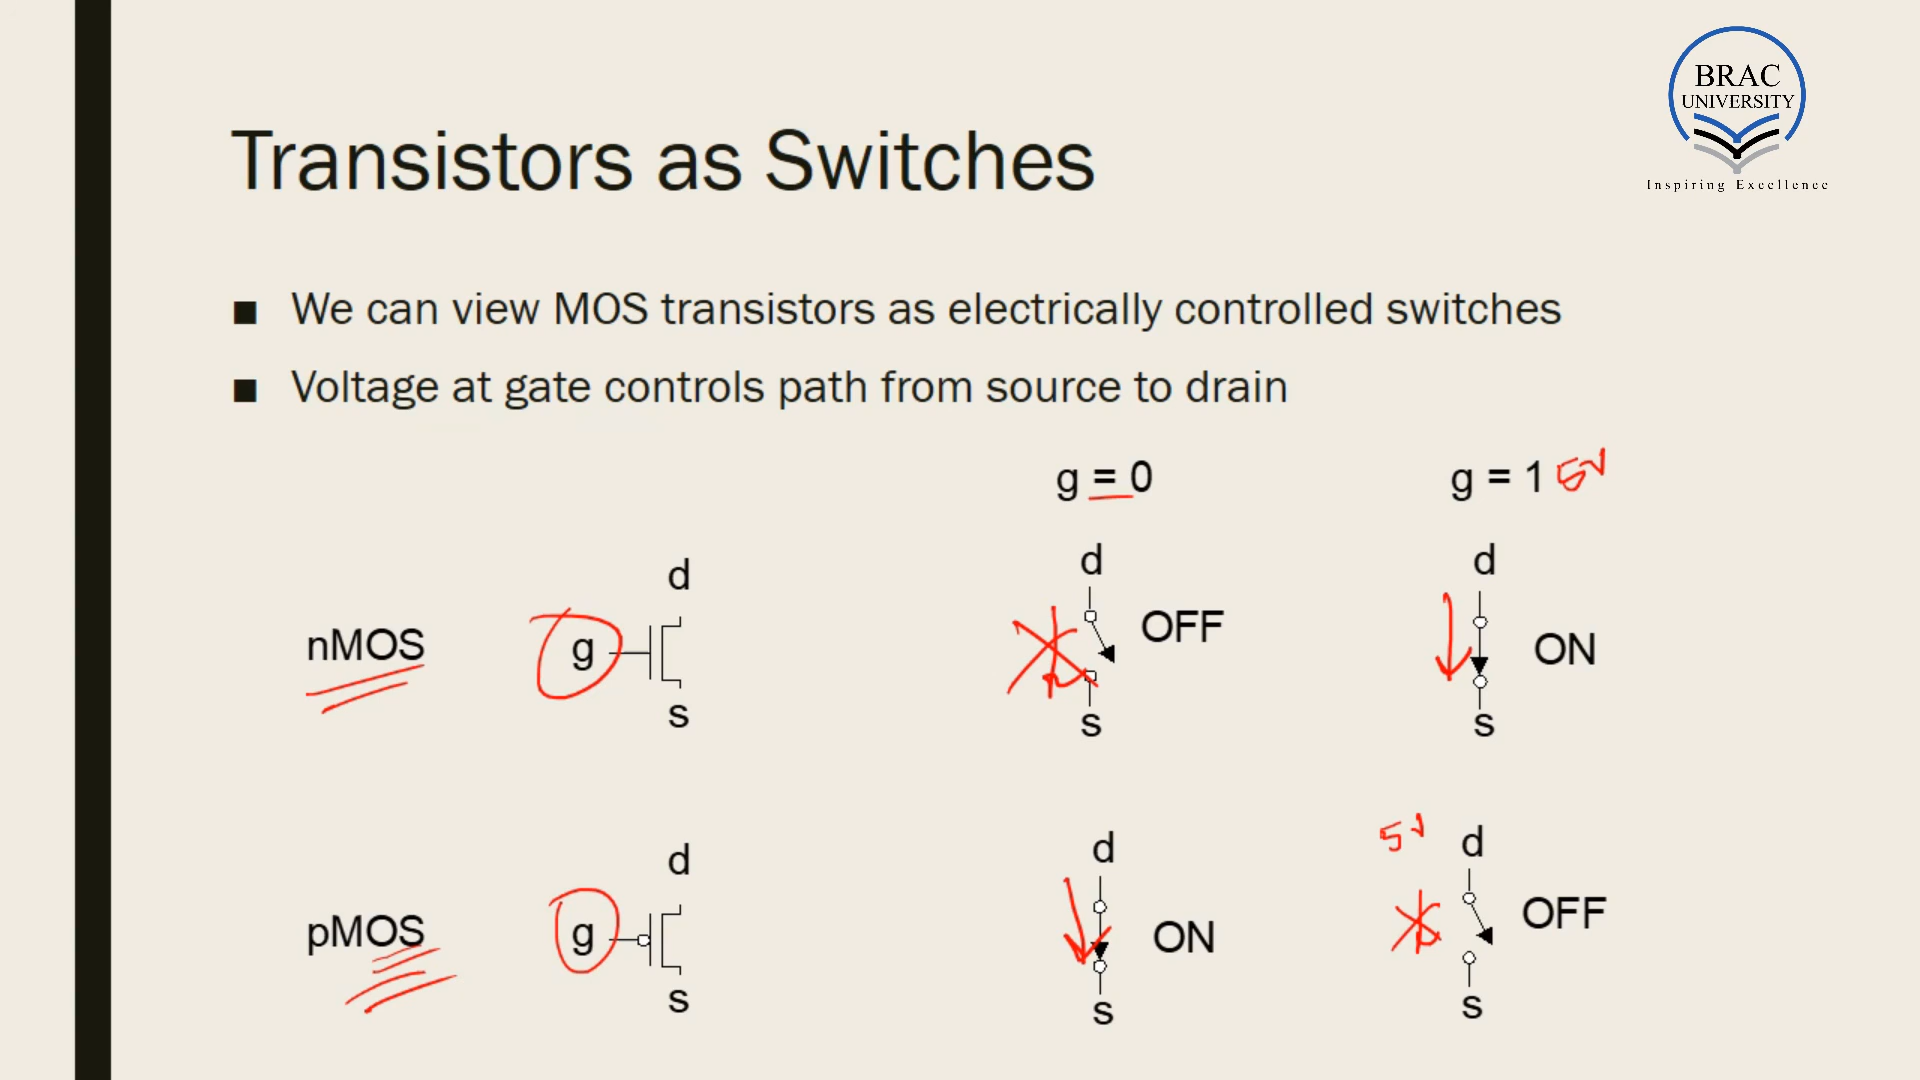 BRAC
UNIVERSITY
Inspiring Excellence
Transistors as Switches
■ We can view MOS transistors as electrically controlled switches
■ Voltage at gate controls path from source to drain
g = 0
g = 1 5V
d
d
d
nMOS
g
OFF
ON
s
s
s
5V
d
d
d
pMOS
g
ON
OFF
s
s
s